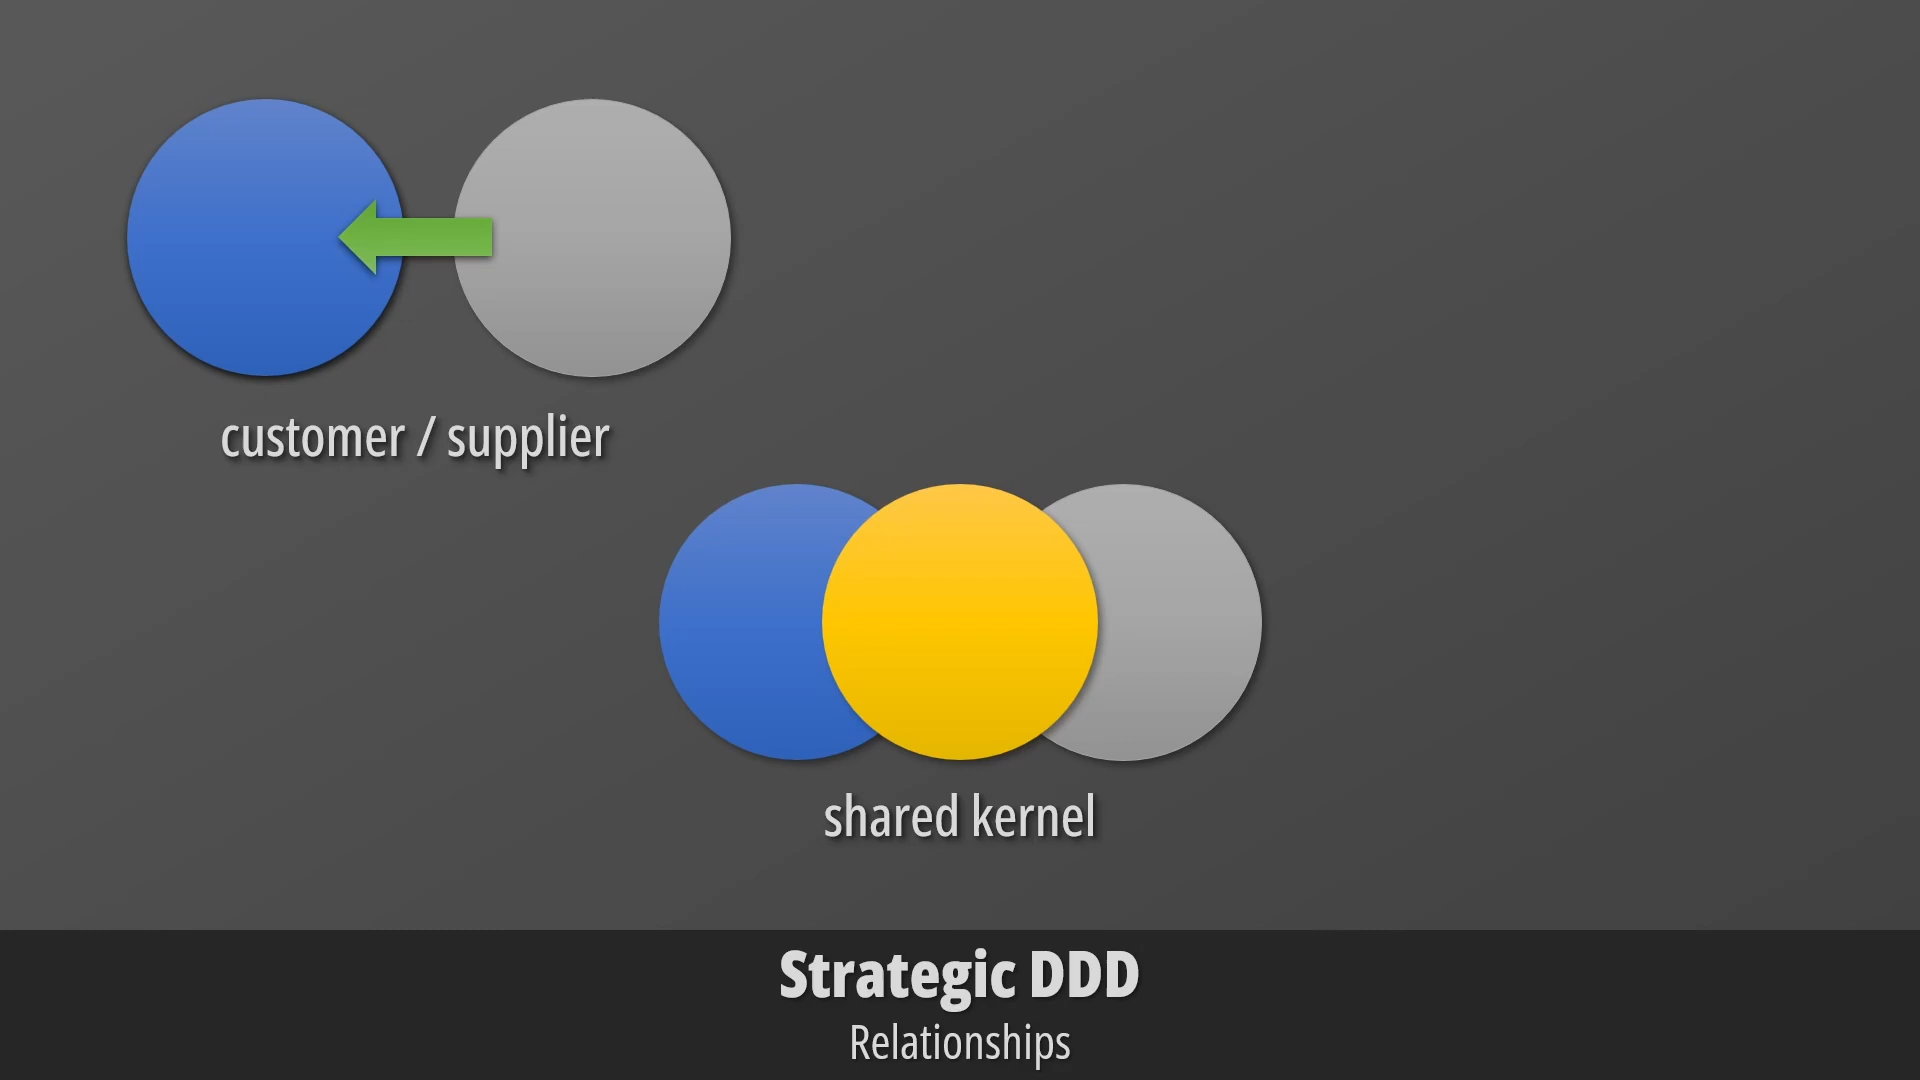 customer / supplier
shared kernel
Strategic DDD
Relationships